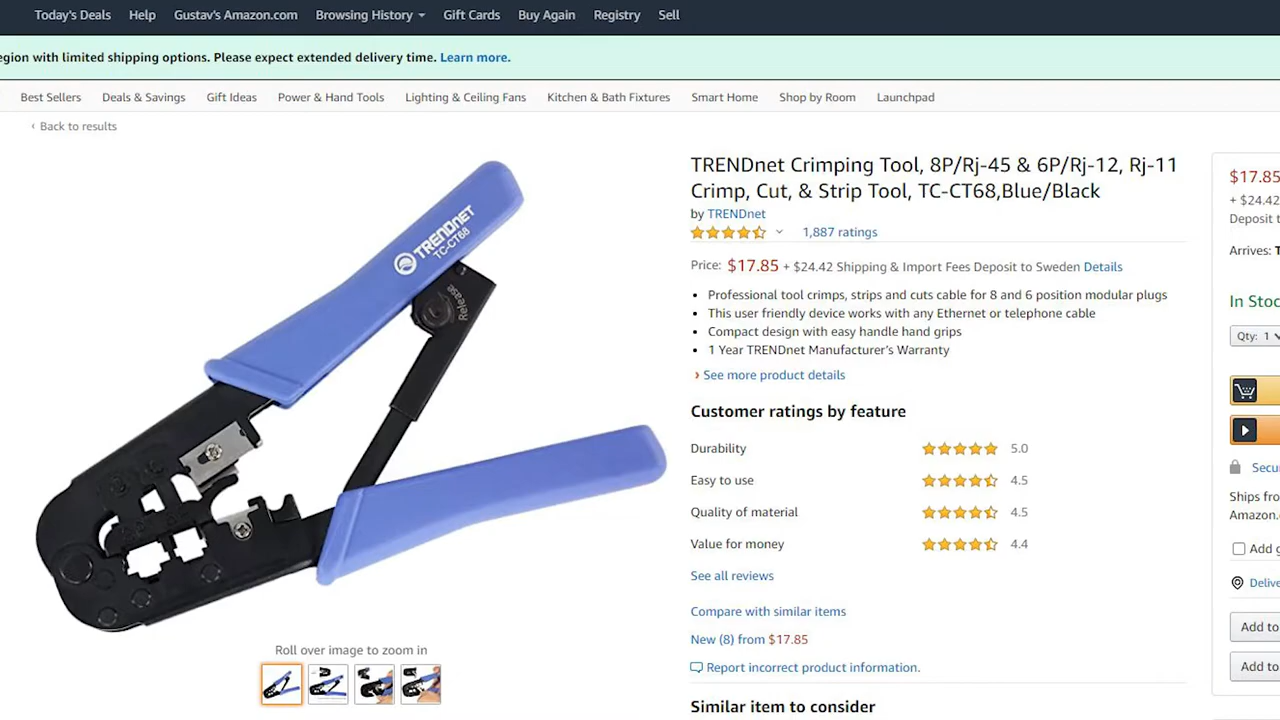 Today's Deals Help Gustav's Amazon.com Browsing History Gift Cards Buy Again Registry Sell
egion with limited shipping options. Please expect extended delivery time. Learn more.
Best Sellers Deals & Savings Gift Ideas Power & Hand Tools Lighting & Ceiling Fans Kitchen & Bath Fixtures Smart Home Shop by Room Launchpad
‹ Back to results
TRENDnet
TC-CT68
Release
Roll over image to zoom in
TRENDnet Crimping Tool, 8P/Rj-45 & 6P/Rj-12, Rj-11
Crimp, Cut, & Strip Tool, TC-CT68,Blue/Black
by TRENDnet
1,887 ratings
Price: $17.85 + $24.42 Shipping & Import Fees Deposit to Sweden Details
• Professional tool crimps, strips and cuts cable for 8 and 6 position modular plugs
• This user friendly device works with any Ethernet or telephone cable
• Compact design with easy handle hand grips
• 1 Year TRENDnet Manufacturer's Warranty
› See more product details
Customer ratings by feature
Durability 5.0
Easy to use 4.5
Quality of material 4.5
Value for money 4.4
See all reviews
Compare with similar items
New (8) from $17.85
Report incorrect product information.
Similar item to consider
$17.85
+ $24.42
Deposit t
Arrives: T
In Stoc
Qty: 1
Secu
Ships fro
Amazon.
Add g
Delive
Add to
Add to